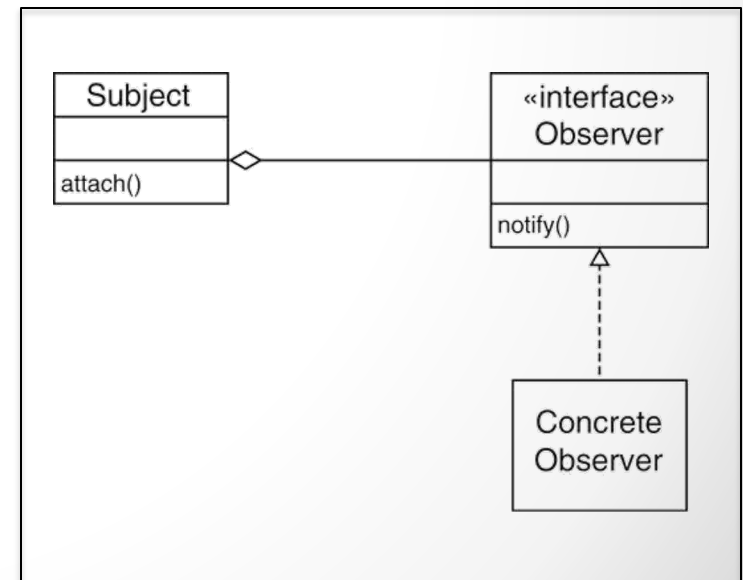 Subject
attach()
«interface»
Observer
notify()
Concrete
Observer